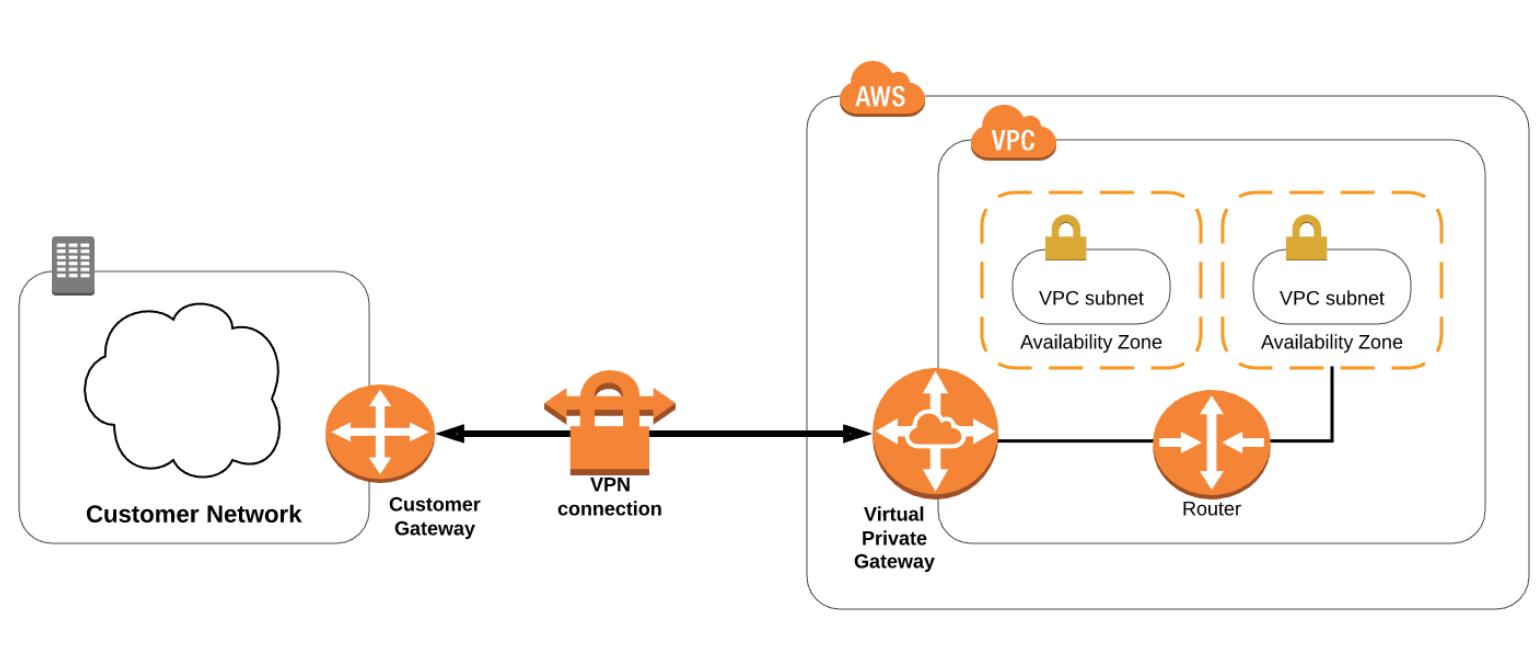 AWS
VPC
VPC subnet
Availability Zone
VPC subnet
Availability Zone
Customer Network
Customer
Gateway
VPN
connection
Virtual
Private
Gateway
Router